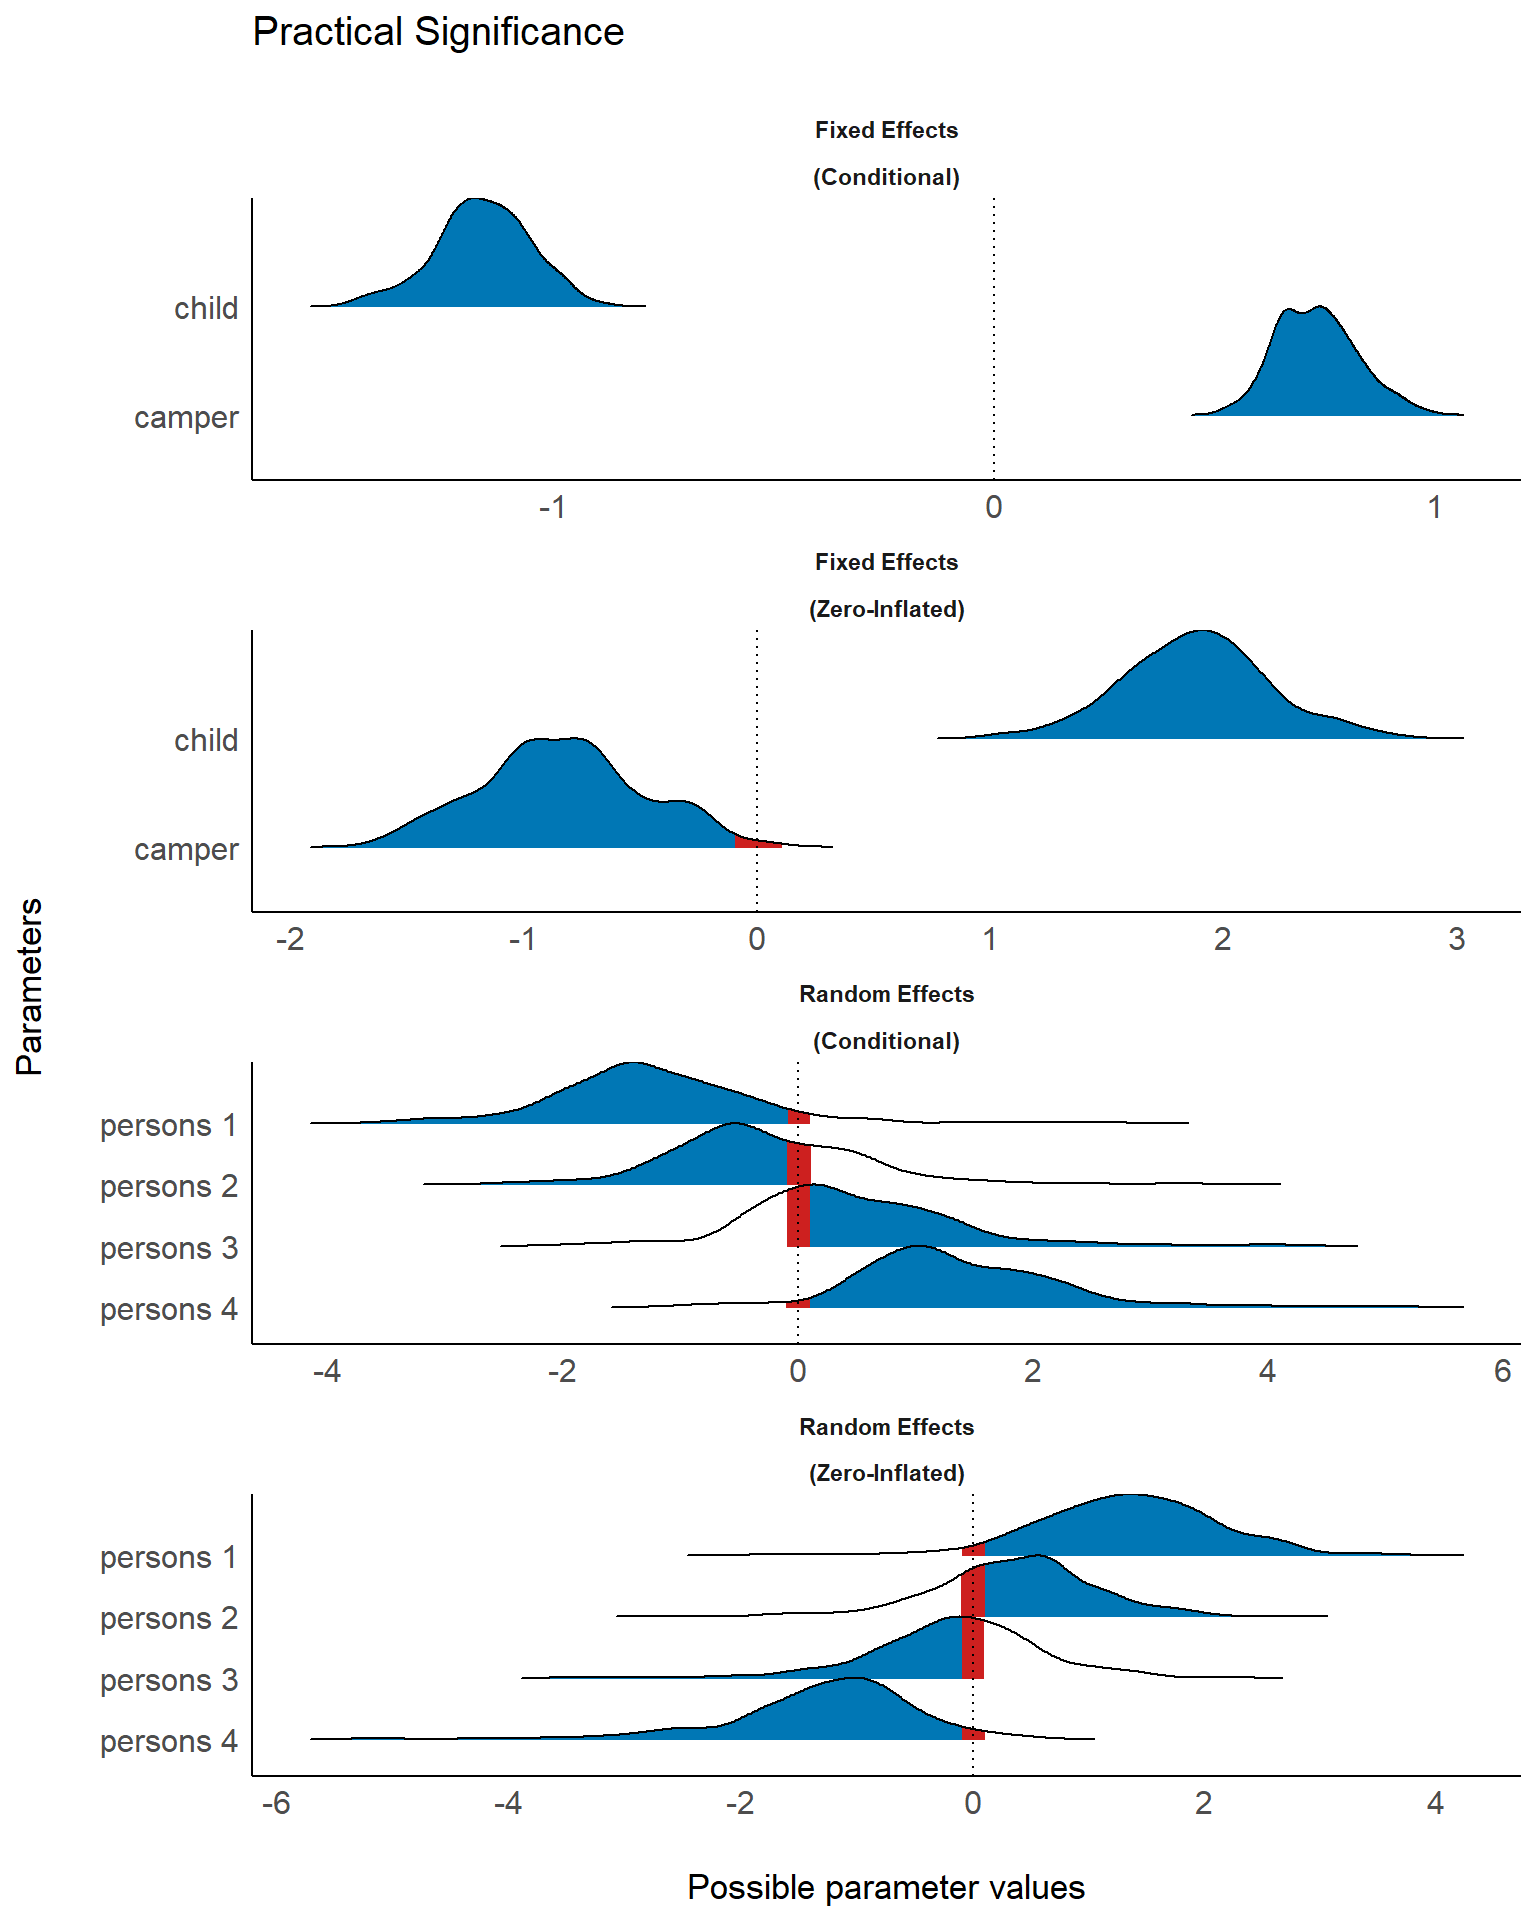 Practical Significance
Fixed Effects
(Conditional)
child
camper
-1 0 1
Fixed Effects
(Zero-Inflated)
child
camper
-2 -1 0 1 2 3
Parameters
Random Effects
(Conditional)
persons 1
persons 2
persons 3
persons 4
-4 -2 0 2 4 6
Random Effects
(Zero-Inflated)
persons 1
persons 2
persons 3
persons 4
-6 -4 -2 0 2 4
Possible parameter values